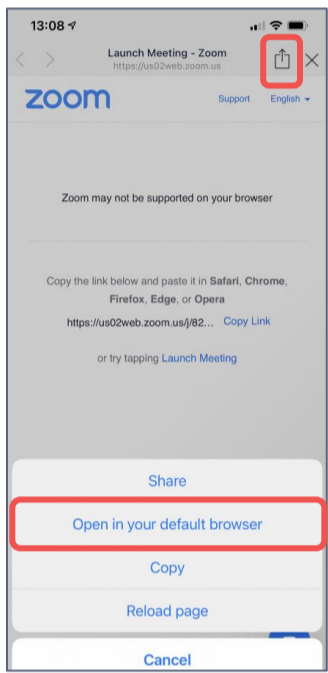 13:08
Launch Meeting - Zoom
https://us02web.zoom.us
zoom
Support English
Zoom may not be supported on your browser
Copy the link below and paste it in Safari, Chrome,
Firefox, Edge, or Opera
https://us02web.zoom.us/j/82... Copy Link
or try tapping Launch Meeting
Share
Open in your default browser
Copy
Reload page
Cancel